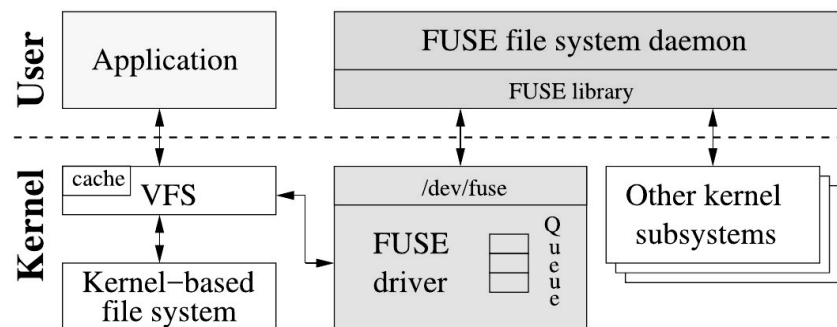 User
Application
FUSE file system daemon
FUSE library
Kernel
cache
VFS
Kernel−based
file system
/dev/fuse
FUSE
driver
Queue
Other kernel
subsystems